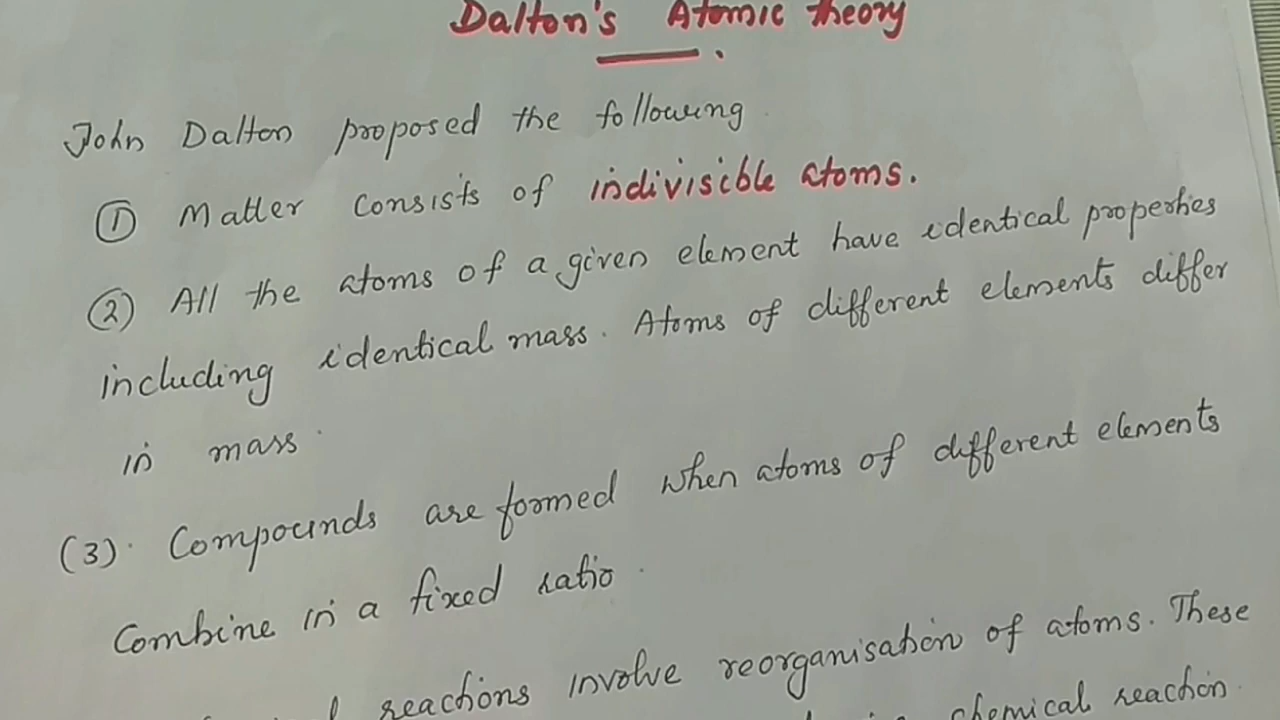 Dalton's Atomic theory
John Dalton proposed the following
① Matter consists of indivisible atoms.
② All the atoms of a given element have identical properties
including identical mass. Atoms of different elements differ
in mass.
(3). Compounds are formed when atoms of different elements
Combine in a fixed ratio.
reactions involve reorganisation of atoms. These
chemical reaction.